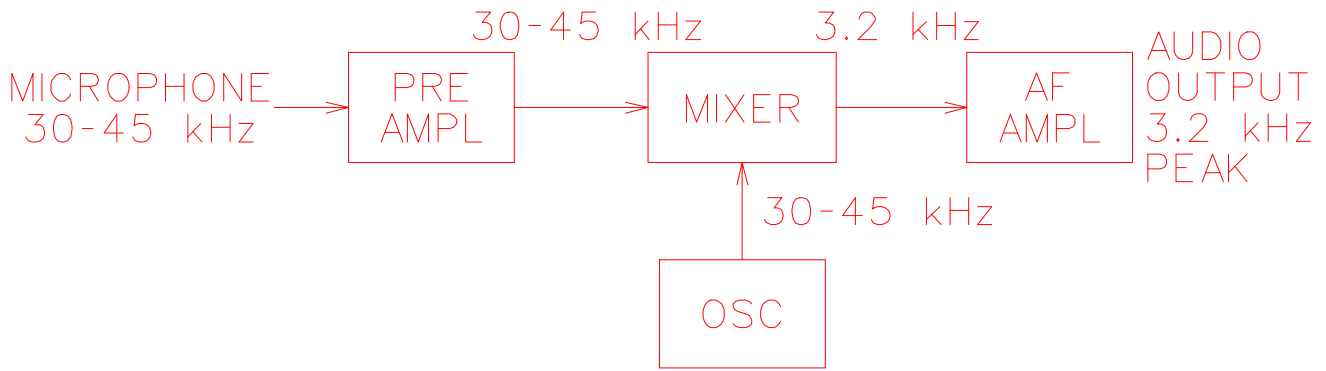 30-45 kHz
3.2 kHz
MICROPHONE
30-45 kHz
PRE
AMPL
MIXER
AF
AMPL
AUDIO
OUTPUT
3.2 kHz
PEAK
30-45 kHz
OSC